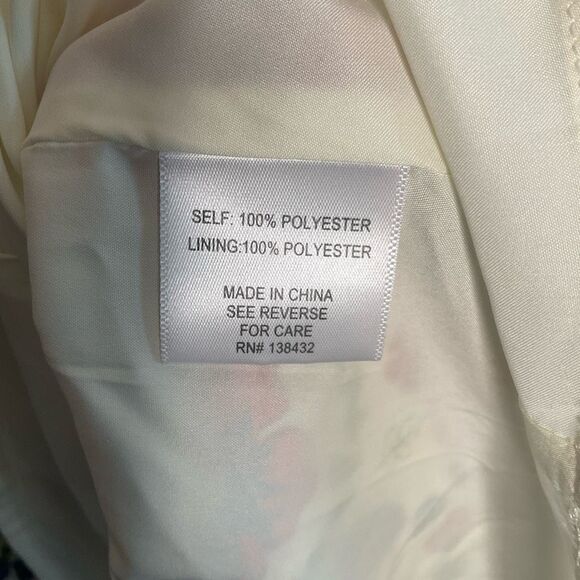 SELF: 100% POLYESTER
LINING:100% POLYESTER
MADE IN CHINA
SEE REVERSE
FOR CARE
RN# 138432